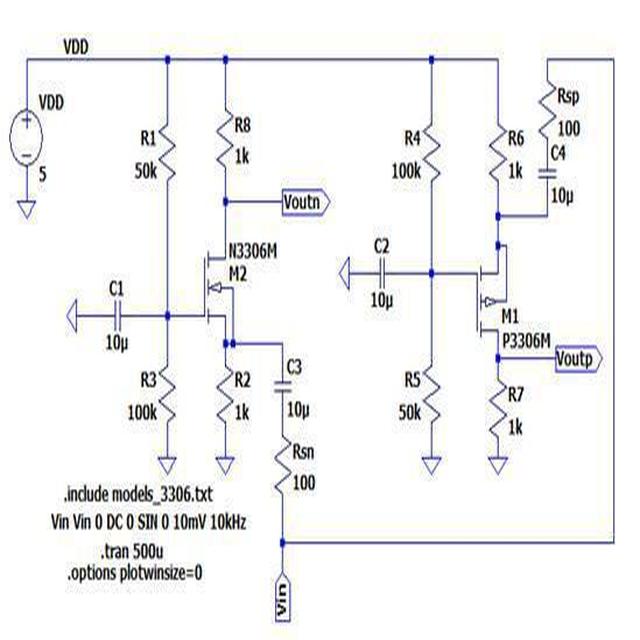 VDD
VDD
5
R1
50k
R8
1k
Voutn
N3306M
M2
C1
10µ
R3
100k
R2
1k
C3
10µ
Rsn
100
R4
100k
R6
1k
Rsp
100
C4
10µ
C2
10µ
M1
P3306M
Voutp
R5
50k
R7
1k
.include models_3306.txt
Vin Vin 0 DC 0 SIN 0 10mV 10kHz
.tran 500u
.options plotwinsize=0
Vin